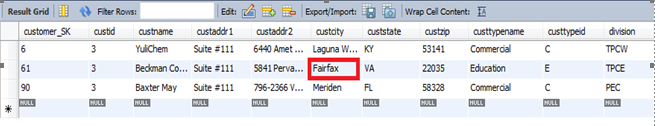 Result Grid Filter Rows: Edit: Export/Import: Wrap Cell Content: IA
customer_SK custid custname custaddr1 custaddr2 custcity custstate custzip custtypename custtypeid division
6 3 YuliChem Suite #111 6440 Amet ... Laguna W... KY 53141 Commercial C TPCW
61 3 Beckman Co... Suite #111 5841 Perva... Fairfax VA 22035 Education E TPCE
90 3 Baxter May Suite #111 796-2366 V... Meriden FL 58328 Commercial C PEC
NULL NULL NULL NULL NULL NULL NULL NULL NULL NULL NULL